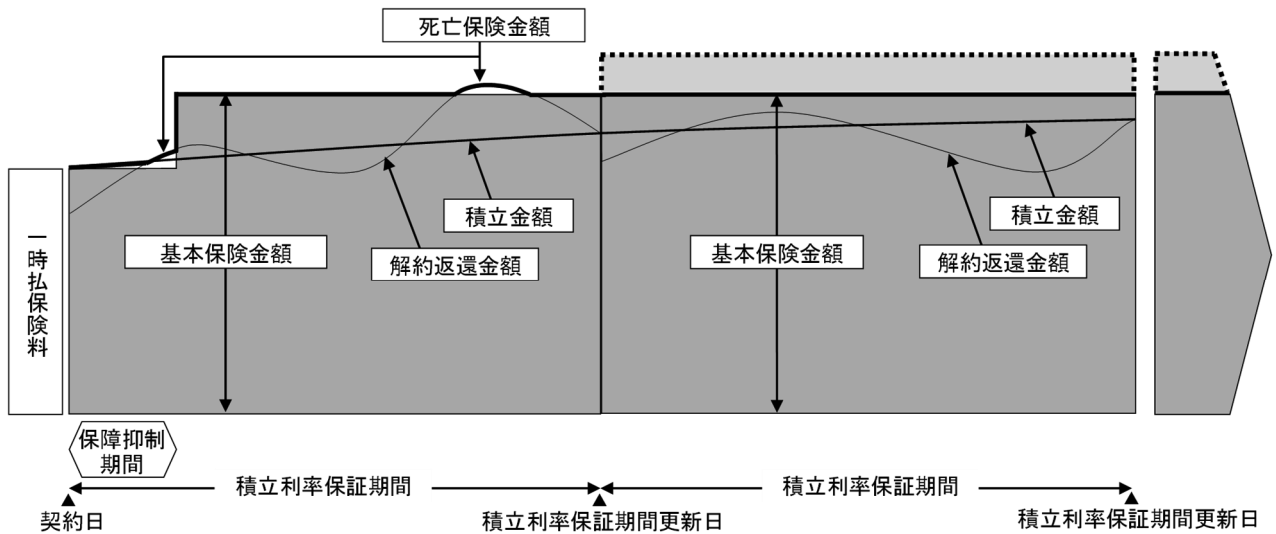 死亡保険金額
積立金額
積立金額
基本保険金額
解約返還金額
基本保険金額
解約返還金額
一時払保険料
保障抑制
期間
積立利率保証期間
積立利率保証期間
契約日
積立利率保証期間更新日
積立利率保証期間更新日